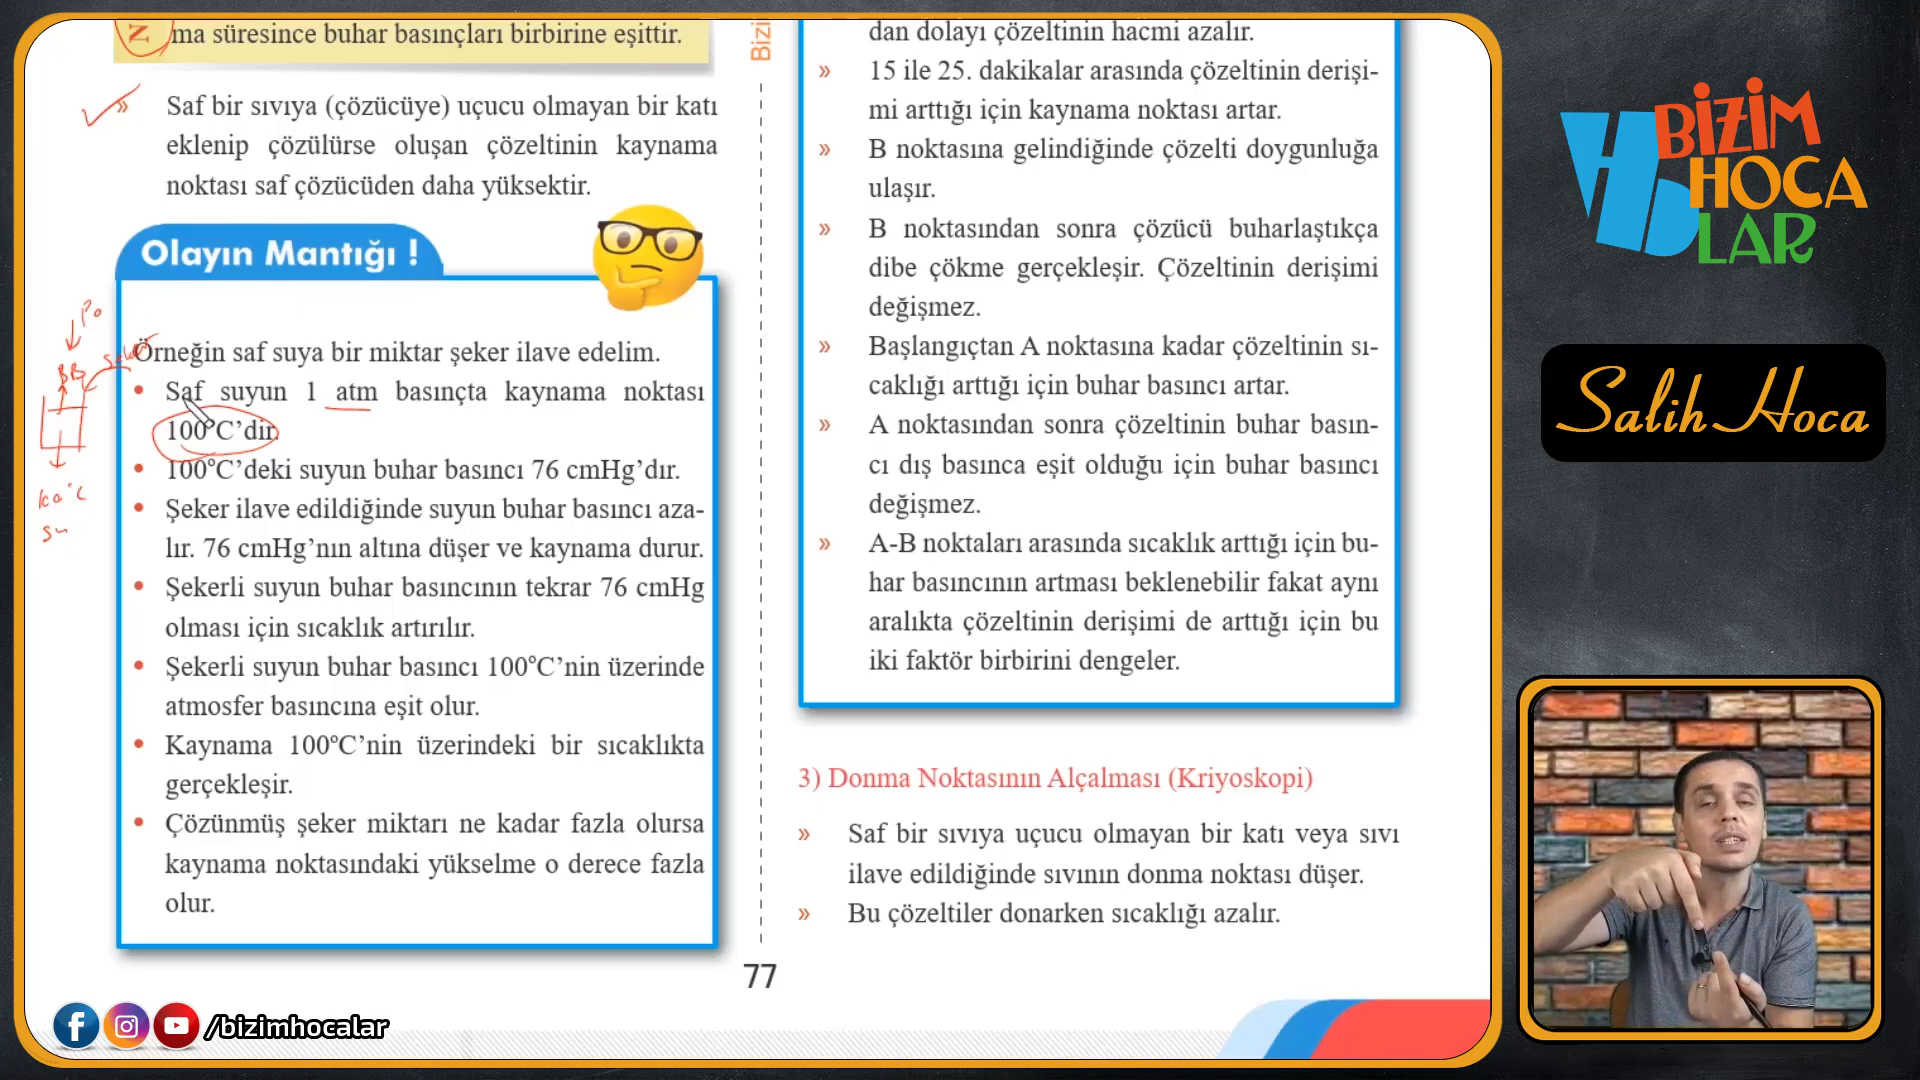 ma süresince buhar basınçları birbirine eşittir.
» Saf bir sıvıya (çözücüye) uçucu olmayan bir katı
eklenip çözülürse oluşan çözeltinin kaynama
noktası saf çözücüden daha yüksektir.
Olayın Mantığı !
Örneğin saf suya bir miktar şeker ilave edelim.
• Saf suyun 1 atm basınçta kaynama noktası
100°C’dir.
• 100°C’deki suyun buhar basıncı 76 cmHg’dır.
• Şeker ilave edildiğinde suyun buhar basıncı aza-
lır. 76 cmHg’nın altına düşer ve kaynama durur.
• Şekerli suyun buhar basıncının tekrar 76 cmHg
olması için sıcaklık artırılır.
• Şekerli suyun buhar basıncı 100°C’nin üzerinde
atmosfer basıncına eşit olur.
• Kaynama 100°C’nin üzerindeki bir sıcaklıkta
gerçekleşir.
• Çözünmüş şeker miktarı ne kadar fazla olursa
kaynama noktasındaki yükselme o derece fazla
olur.
P₀
BB
şeker
100°C
su
77
Bizi
dan dolayı çözeltinin hacmi azalır.
» 15 ile 25. dakikalar arasında çözeltinin derişi-
mi arttığı için kaynama noktası artar.
» B noktasına gelindiğinde çözelti doygunluğa
ulaşır.
» B noktasından sonra çözücü buharlaştıkça
dibe çökme gerçekleşir. Çözeltinin derişimi
değişmez.
» Başlangıçtan A noktasına kadar çözeltinin sı-
caklığı arttığı için buhar basıncı artar.
» A noktasından sonra çözeltinin buhar basın-
cı dış basınca eşit olduğu için buhar basıncı
değişmez.
» A-B noktaları arasında sıcaklık arttığı için bu-
har basıncının artması beklenebilir fakat aynı
aralıkta çözeltinin derişimi de arttığı için bu
iki faktör birbirini dengeler.
3) Donma Noktasının Alçalması (Kriyoskopi)
» Saf bir sıvıya uçucu olmayan bir katı veya sıvı
ilave edildiğinde sıvının donma noktası düşer.
» Bu çözeltiler donarken sıcaklığı azalır.
/bizimhocalar
BİZİM
HOCA
LAR
Salih Hoca